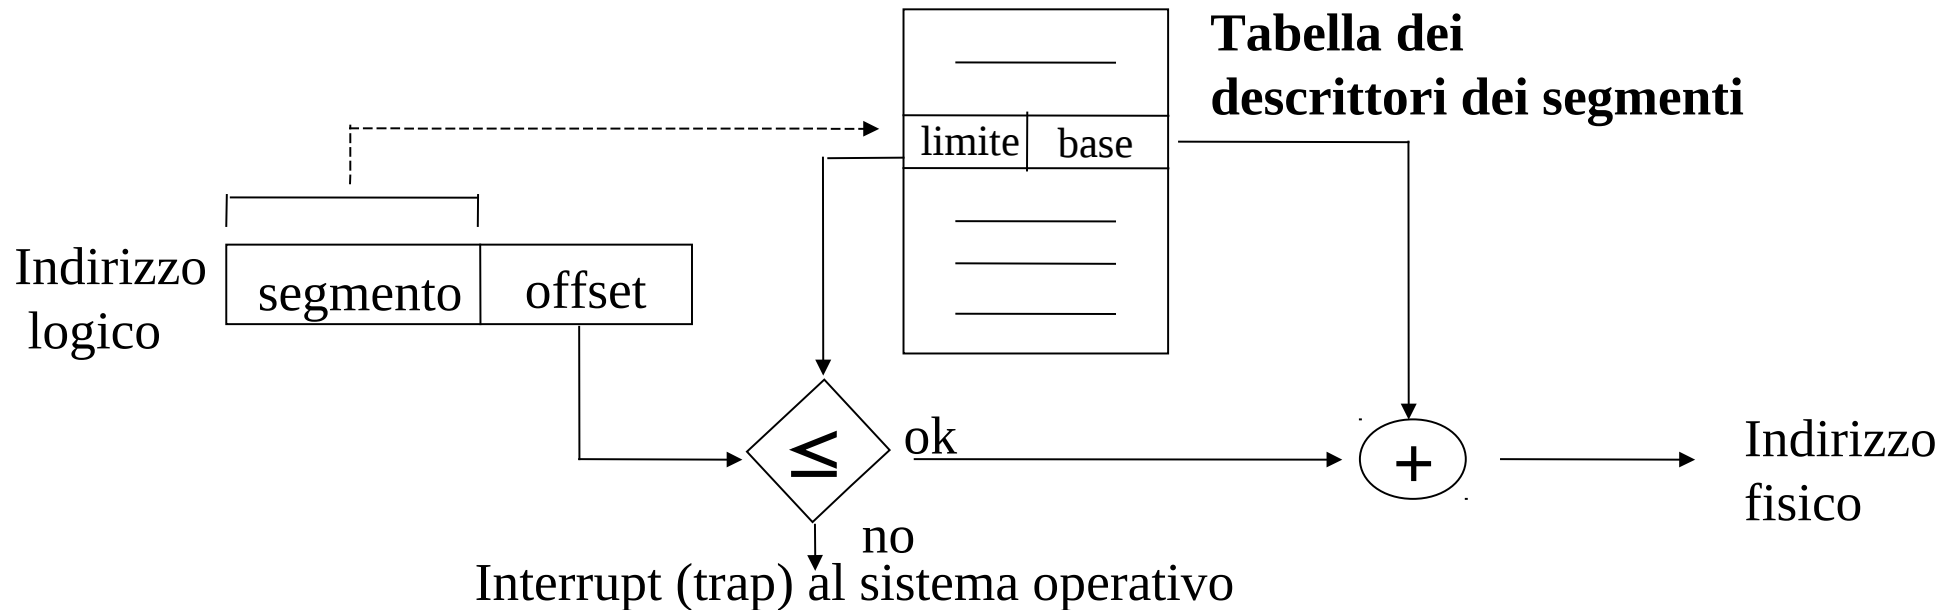 Tabella dei
descrittori dei segmenti
limite base
Indirizzo
logico
segmento offset
≤
ok
+
Indirizzo
fisico
no
Interrupt (trap) al sistema operativo